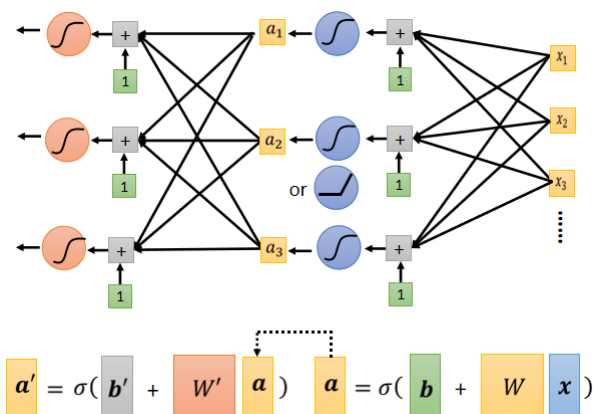 + a₁ +
1 1 x₁
+ a₂ + x₂
1 1
or x₃
+ a₃ +
1 1
a′ = σ( b′ + W′ a ) a = σ( b + W x )